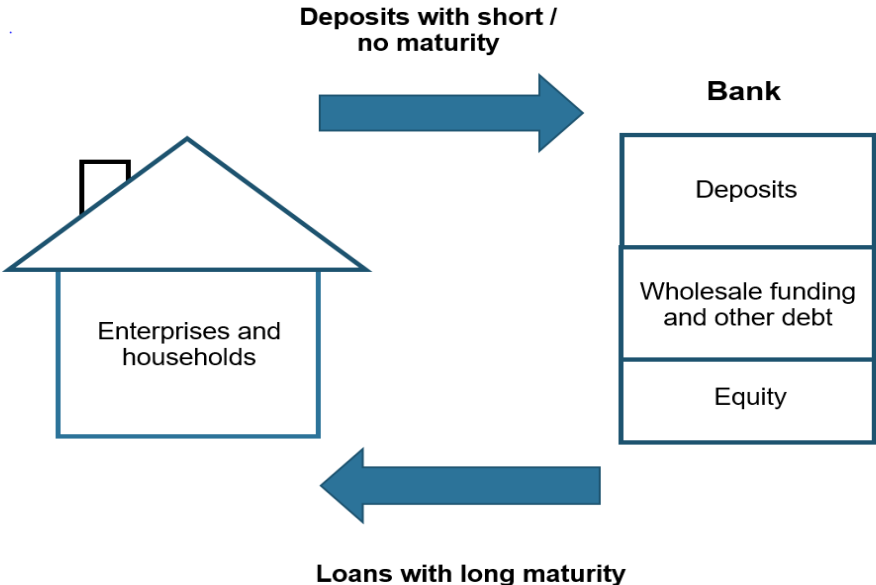 Deposits with short /
no maturity
Bank
Deposits
Wholesale funding
and other debt
Equity
Enterprises and
households
Loans with long maturity